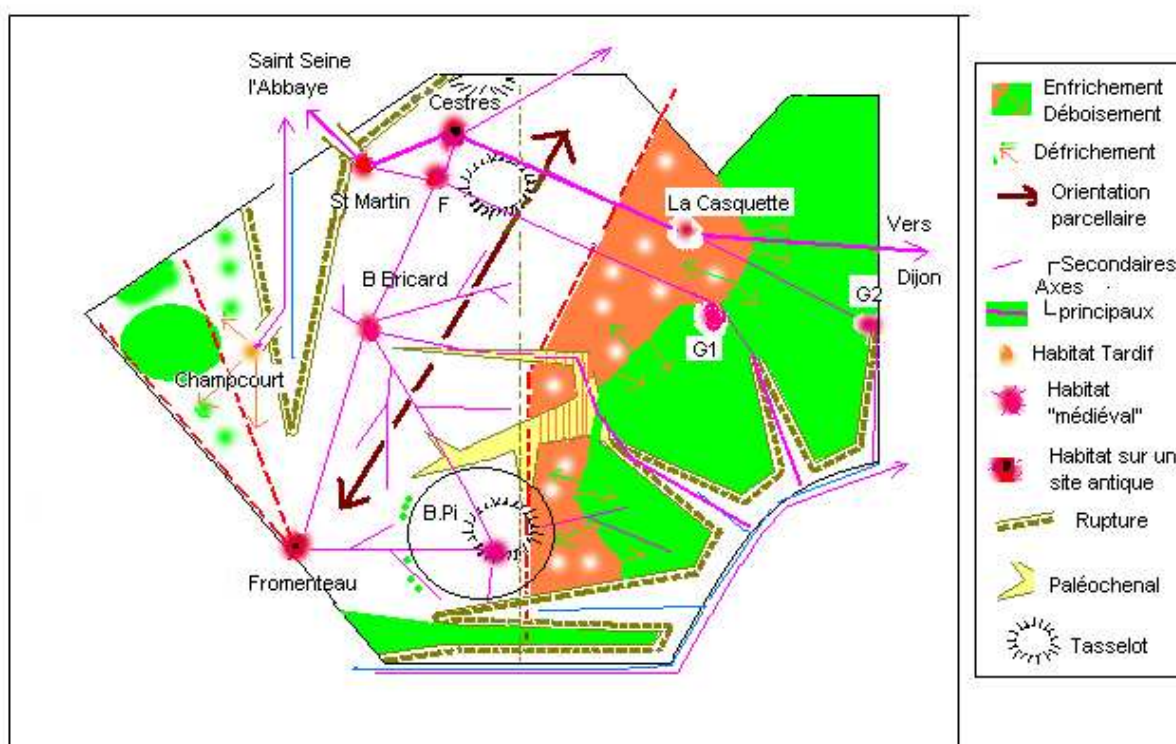 Saint Seine
l'Abbaye
Cestres
St Martin
F
La Casquette
Vers
Dijon
B Bricard
G2
G1
Champcourt
B.Pi
Fromenteau
Enfrichement
Déboisement
Défrichement
Orientation
parcellaire
Secondaires
Axes
principaux
Habitat Tardif
Habitat
"médiéval"
Habitat sur un
site antique
Rupture
Paléochenal
Tasselot